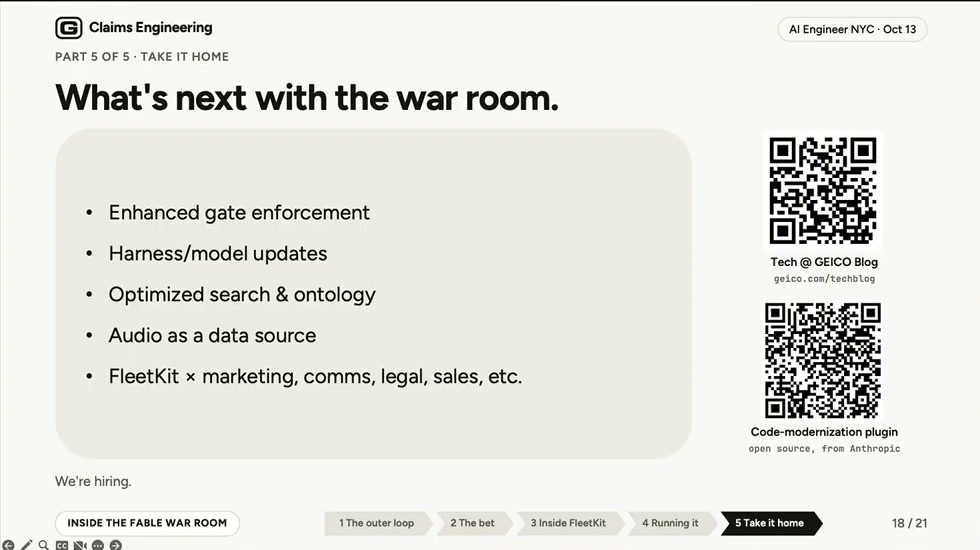 G Claims Engineering
AI Engineer NYC · Oct 13
PART 5 OF 5 · TAKE IT HOME
What's next with the war room.
• Enhanced gate enforcement
• Harness/model updates
• Optimized search & ontology
• Audio as a data source
• FleetKit × marketing, comms, legal, sales, etc.
Tech @ GEICO Blog
geico.com/techblog
Code-modernization plugin
open source, from Anthropic
We're hiring.
INSIDE THE FABLE WAR ROOM
1 The outer loop
2 The bet
3 Inside FleetKit
4 Running it
5 Take it home
18 / 21
CC